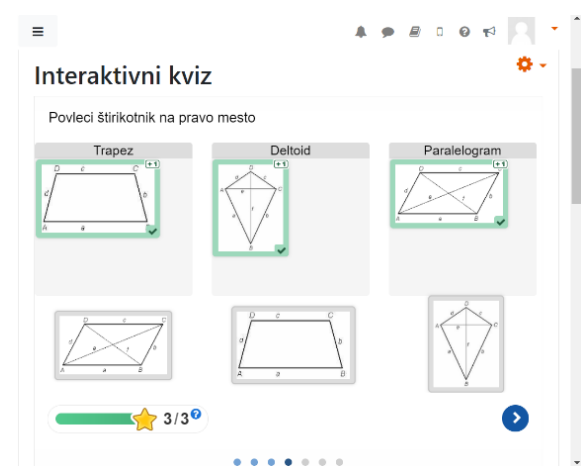 Interaktivni kviz
Povleci štirikotnik na pravo mesto
Trapez Deltoid Paralelogram
+1 +1 +1
D c C
d b
A a B
3/3